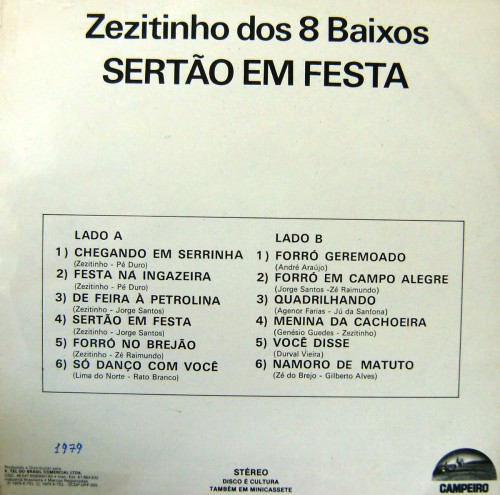 Zezitinho dos 8 Baixos
SERTÃO EM FESTA
LADO A
1) CHEGANDO EM SERRINHA
(Zezitinho - Pé Duro)
2) FESTA NA INGAZEIRA
(Zezitinho - Pé Duro)
3) DE FEIRA À PETROLINA
(Zezitinho - Jorge Santos)
4) SERTÃO EM FESTA
(Zezitinho - Jorge Santos)
5) FORRÓ NO BREJÃO
(Zezitinho - Zé Raimundo)
6) SÓ DANÇO COM VOCÊ
(Lima do Norte - Rato Branco)
LADO B
1) FORRÓ GEREMOADO
(André Araújo)
2) FORRÓ EM CAMPO ALEGRE
(Jorge Santos -Zé Raimundo)
3) QUADRILHANDO
(Agenor Farias - Jú da Sanfona)
4) MENINA DA CACHOEIRA
(Genésio Guedes - Zezitinho)
5) VOCÊ DISSE
(Durval Vieira)
6) NAMORO DE MATUTO
(Zé do Brejo - Gilberto Alves)
1979
STÉREO
DISCO É CULTURA
TAMBÉM EM MINICASSETE
CAMPEIRO